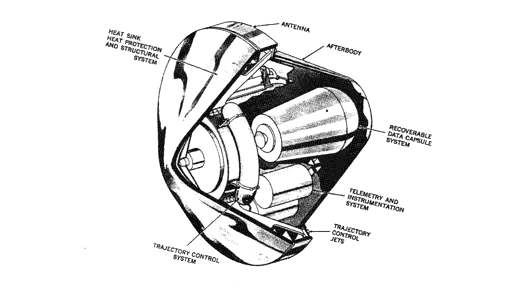 ANTENNA
HEAT SINK
HEAT PROTECTION
AND STRUCTURAL
SYSTEM
AFTERBODY
RECOVERABLE
DATA CAPSULE
SYSTEM
TELEMETRY AND
INSTRUMENTATION
SYSTEM
TRAJECTORY
CONTROL
JETS
TRAJECTORY CONTROL
SYSTEM